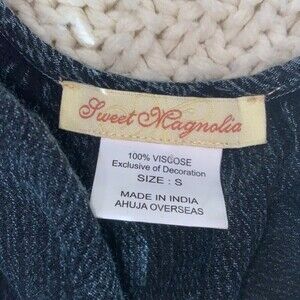 Sweet Magnolia
100% VISCOSE
Exclusive of Decoration
SIZE : S
MADE IN INDIA
AHUJA OVERSEAS